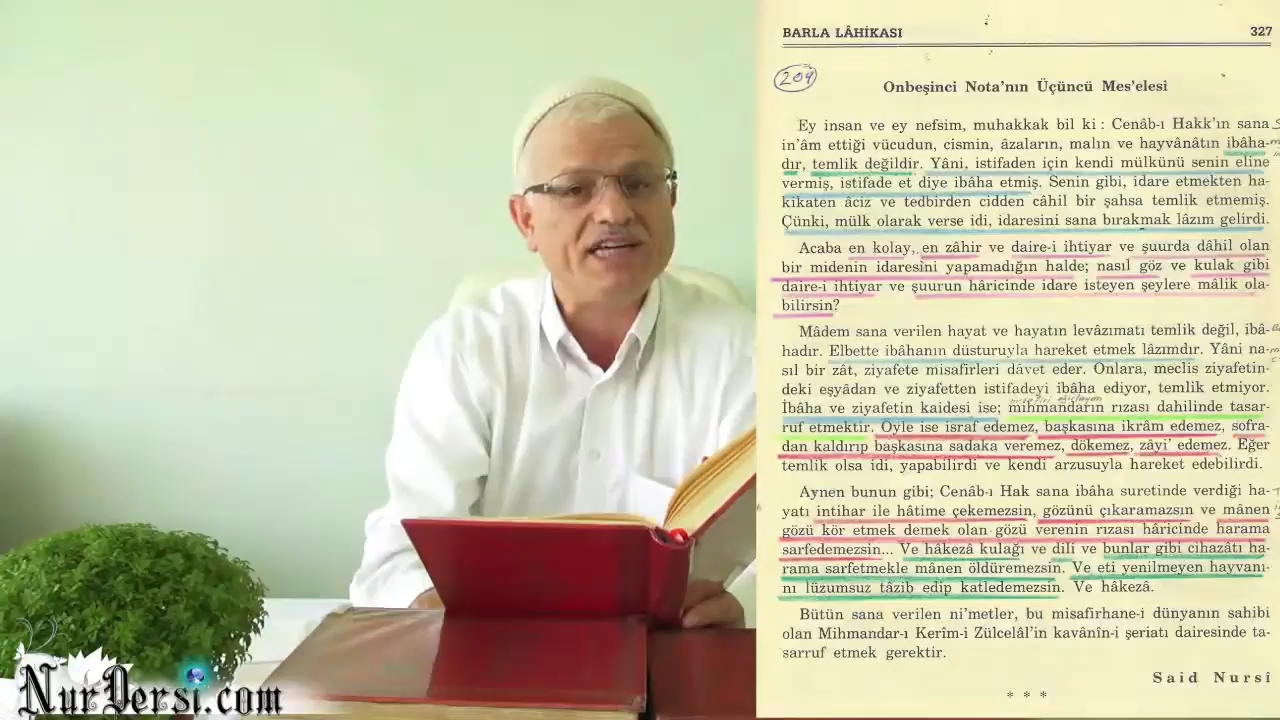 BARLA LÂHİKASI 327
209
Onbeşinci Nota'nın Üçüncü Mes'elesi
Ey insan ve ey nefsim, muhakkak bil ki : Cenâb-ı Hakk'ın sana
in'âm ettiği vücudun, cismin, âzaların, malın ve hayvânâtın ibâha-
dır, temlik değildir. Yâni, istifaden için kendi mülkünü senin eline
vermiş, istifade et diye ibâha etmiş. Senin gibi, idare etmekten ha-
kikaten âciz ve tedbirden cidden câhil bir şahsa temlik etmemiş.
Çünki, mülk olarak verse idi, idaresini sana bırakmak lâzım gelirdi.
Acaba en kolay, en zâhir ve daire-i ihtiyar ve şuurda dâhil olan
bir midenin idaresini yapamadığın halde; nasıl göz ve kulak gibi
daire-i ihtiyar ve şuurun hâricinde idare isteyen şeylere mâlik ola-
bilirsin?
Mâdem sana verilen hayat ve hayatın levâzımatı temlik değil, ibâ-
hadır. Elbette ibâhanın düsturuyla hareket etmek lâzımdır. Yâni na-
sıl bir zât, ziyafete misafirleri dâvet eder. Onlara, meclis ziyafetin-
deki eşyâdan ve ziyafetten istifadeyi ibâha ediyor, temlik etmiyor.
İbâha ve ziyafetin kaidesi ise; mihmandarın rızası dahilinde tasar-
ruf etmektir. Öyle ise israf edemez, başkasına ikrâm edemez, sofra-
dan kaldırıp başkasına sadaka veremez, dökemez, zâyi' edemez. Eğer
temlik olsa idi, yapabilirdi ve kendi arzusuyla hareket edebilirdi.
Aynen bunun gibi; Cenâb-ı Hak sana ibâha suretinde verdiği ha-
yatı intihar ile hâtime çekemezsin, gözünü çıkaramazsın ve mânen
gözü kör etmek demek olan gözü verenin rızası hâricinde harama
sarfedemezsin... Ve hâkezâ kulağı ve dili ve bunlar gibi cihazâtı ha-
rama sarfetmekle mânen öldüremezsin. Ve eti yenilmeyen hayvanı-
nı lüzumsuz tâzib edip katledemezsin. Ve hâkezâ.
Bütün sana verilen ni'metler, bu misafirhane-i dünyanın sahibi
olan Mihmandar-ı Kerîm-i Zülcelâl'in kavânîn-i şeriatı dairesinde ta-
sarruf etmek gerektir.
Said Nursî
* * *
NurDersi.com